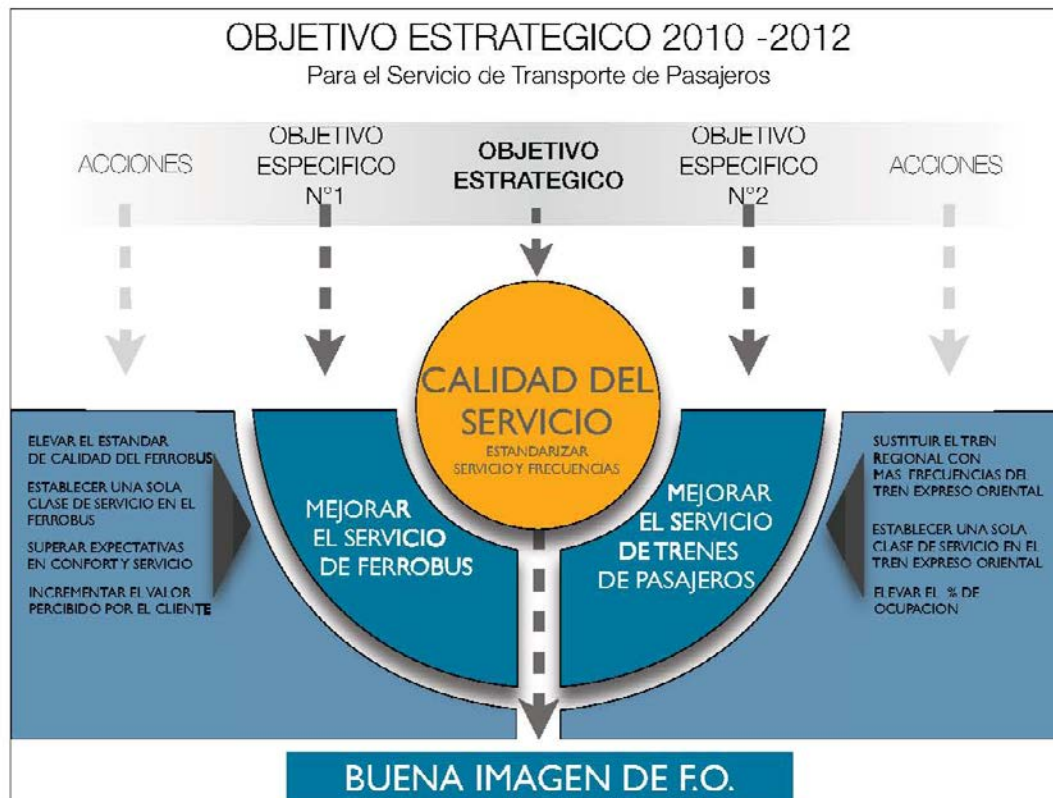 OBJETIVO ESTRATEGICO 2010 -2012
Para el Servicio de Transporte de Pasajeros
ACCIONES
OBJETIVO
ESPECIFICO
N°1
OBJETIVO
ESTRATEGICO
OBJETIVO
ESPECIFICO
N°2
ACCIONES
CALIDAD DEL
SERVICIO
ESTANDARIZAR
SERVICIO Y FRECUENCIAS
ELEVAR EL ESTANDAR
DE CALIDAD DEL FERROBUS
ESTABLECER UNA SOLA
CLASE DE SERVICIO EN EL
FERROBUS
SUPERAR EXPECTATIVAS
EN CONFORT Y SERVICIO
INCREMENTAR EL VALOR
PERCIBIDO POR EL CLIENTE
MEJORAR
EL SERVICIO
DE FERROBUS
MEJORAR
EL SERVICIO
DE TRENES
DE PASAJEROS
SUSTITUIR EL TREN
REGIONAL CON
MAS FRECUENCIAS DEL
TREN EXPRESO ORIENTAL
ESTABLECER UNA SOLA
CLASE DE SERVICIO EN EL
TREN EXPRESO ORIENTAL
ELEVAR EL % DE
OCUPACION
BUENA IMAGEN DE F.O.